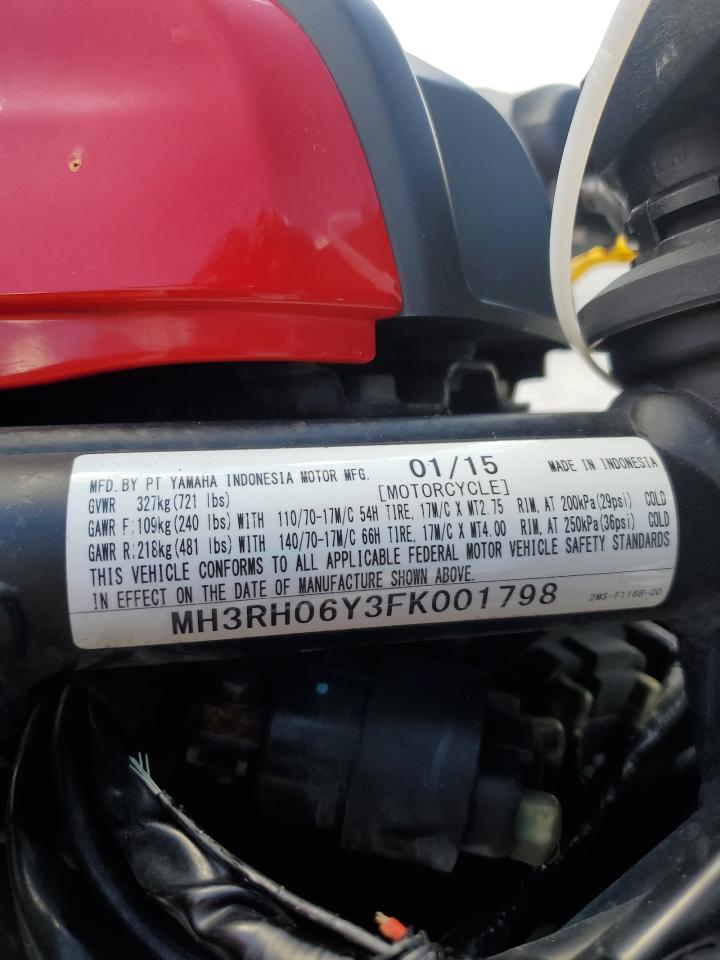 MFD. BY PT YAMAHA INDONESIA MOTOR MFG. 01/15 MADE IN INDONESIA
GVWR 327kg(721 lbs) [MOTORCYCLE]
GAWR F:109kg(240 lbs) WITH 110/70-17M/C 54H TIRE, 17M/C X MT2.75 RIM, AT 200kPa(29psi) COLD
GAWR R:218kg(481 lbs) WITH 140/70-17M/C 66H TIRE, 17M/C X MT4.00 RIM, AT 250kPa(36psi) COLD
THIS VEHICLE CONFORMS TO ALL APPLICABLE FEDERAL MOTOR VEHICLE SAFETY STANDARDS
IN EFFECT ON THE DATE OF MANUFACTURE SHOWN ABOVE.
MH3RH06Y3FK001798 2MS-F118B-00